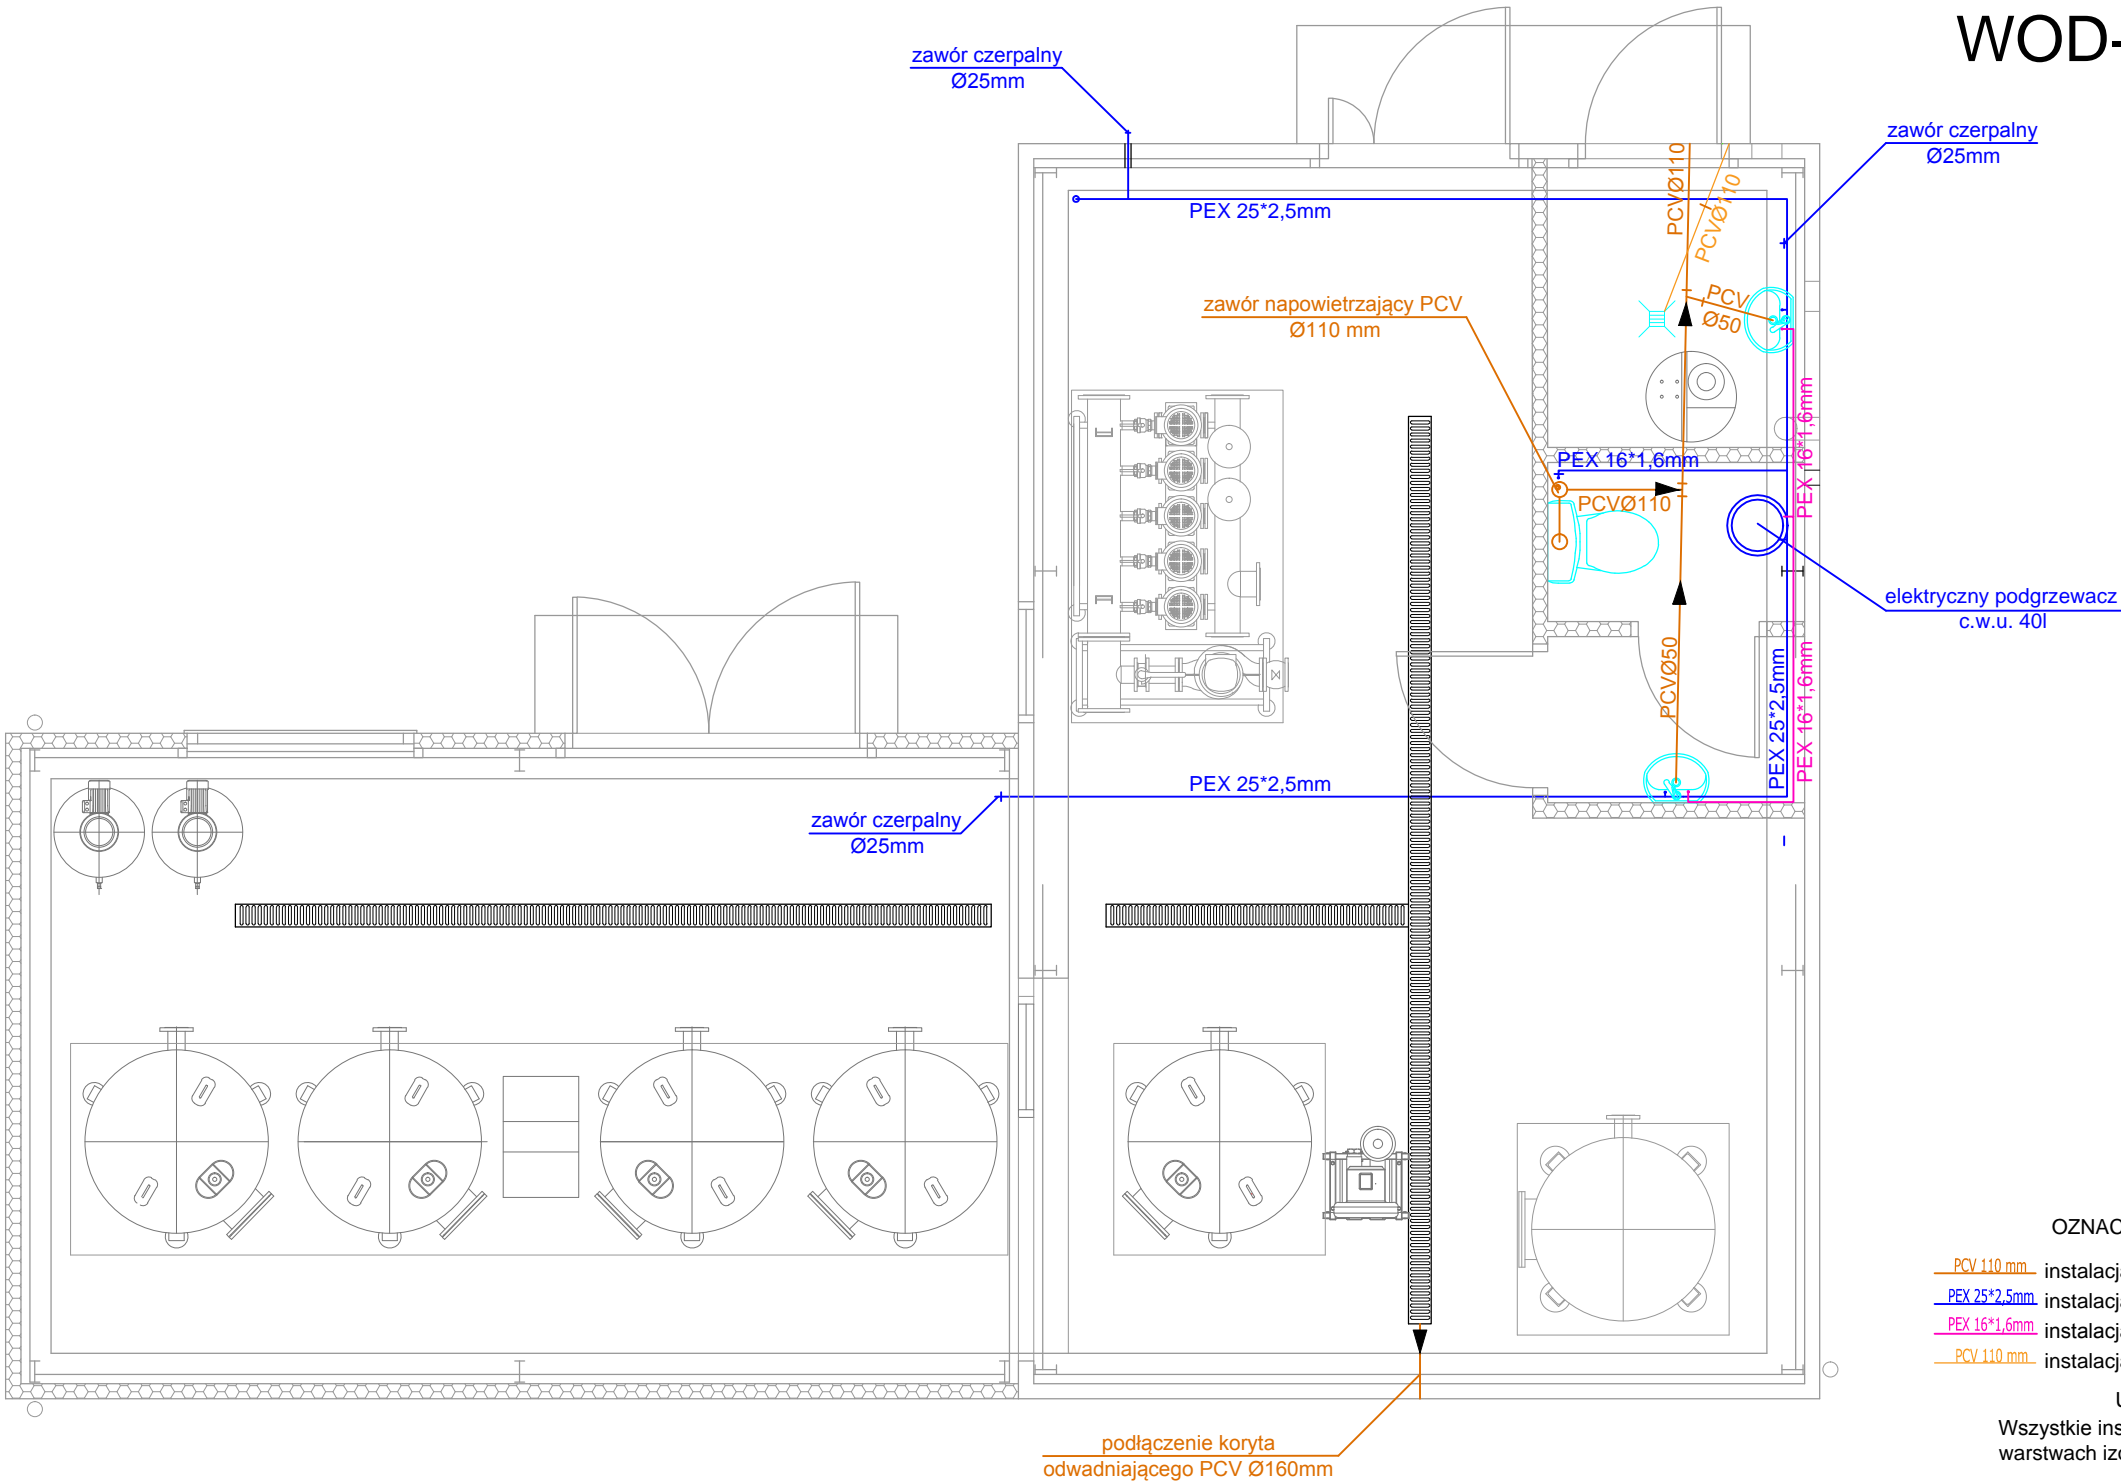 WOD-
zawór czerpalny
Ø25mm
zawór czerpalny
Ø25mm
PCVØ110
PCVØ110
PEX 25*2,5mm
PCV
Ø50
zawór napowietrzający PCV
Ø110 mm
PEX 16*1,6mm
PEX 16*1,6mm
PCVØ110
elektryczny podgrzewacz
c.w.u. 40l
PCVØ50
PEX 25*2,5mm
PEX 16*1,6mm
PEX 25*2,5mm
zawór czerpalny
Ø25mm
OZNAC
PCV 110 mm instalacj
PEX 25*2,5mm instalacj
PEX 16*1,6mm instalacj
PCV 110 mm instalacj
U
Wszystkie ins
warstwach izo
podłączenie koryta
odwadniającego PCV Ø160mm